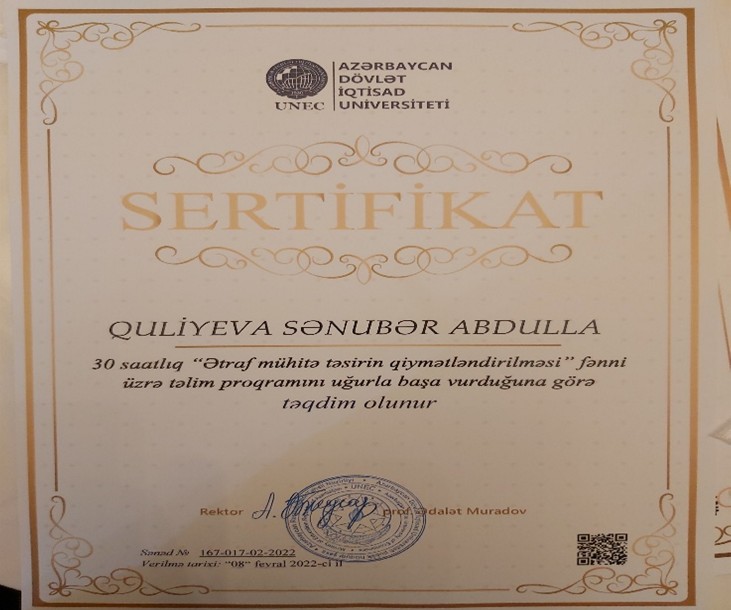 AZƏRBAYCAN
DÖVLƏT
İQTİSAD
UNİVERSİTETİ
UNEC
SERTİFİKAT
QULİYEVA SƏNUBƏR ABDULLA
30 saatlıq “Ətraf mühitə təsirin qiymətləndirilməsi” fənni
üzrə təlim proqramını uğurla başa vurduğuna görə
təqdim olunur
Rektor prof. Ədalət Muradov
UNEC
Sənəd № 167-017-02-2022
Verilmə tarixi: "08" fevral 2022-ci il